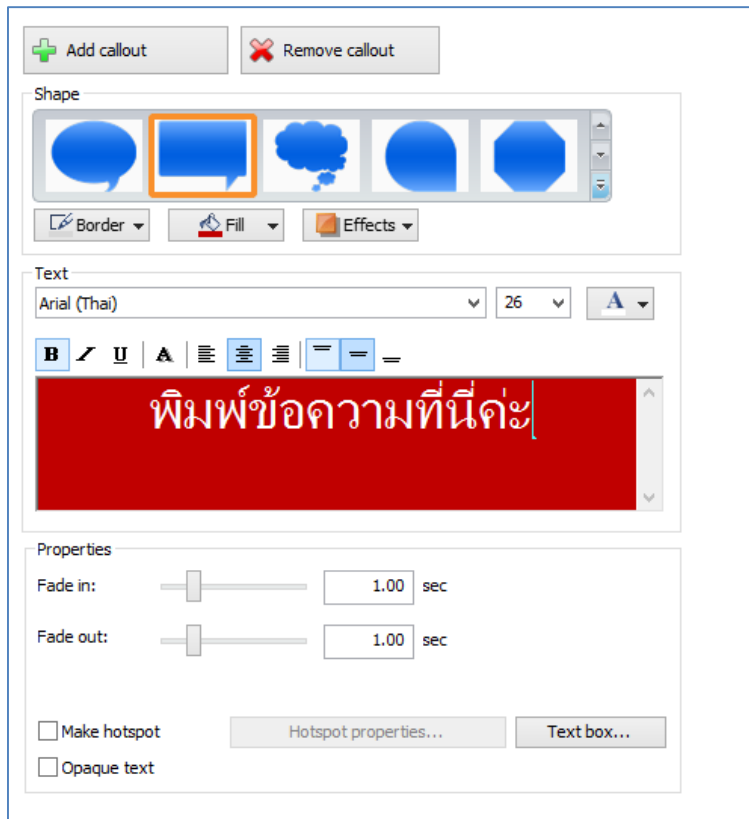 Add callout Remove callout
Shape
Border Fill Effects
Text
Arial (Thai) 26 A
B I U A
พิมพ์ข้อความที่นี่ค่ะ
Properties
Fade in: 1.00 sec
Fade out: 1.00 sec
Make hotspot Hotspot properties... Text box...
Opaque text